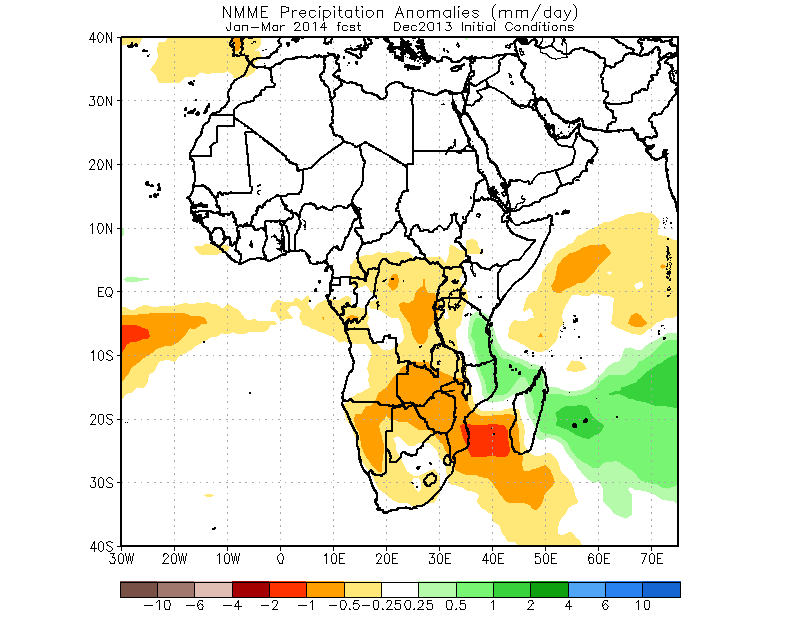 NMME Precipitation Anomalies (mm/day)
Jan-Mar 2014 fcst Dec2013 Initial Conditions
40N
30N
20N
10N
EQ
10S
20S
30S
40S
30W 20W 10W 0 10E 20E 30E 40E 50E 60E 70E
-10 -6 -4 -2 -1 -0.5 -0.25 0.25 0.5 1 2 4 6 10